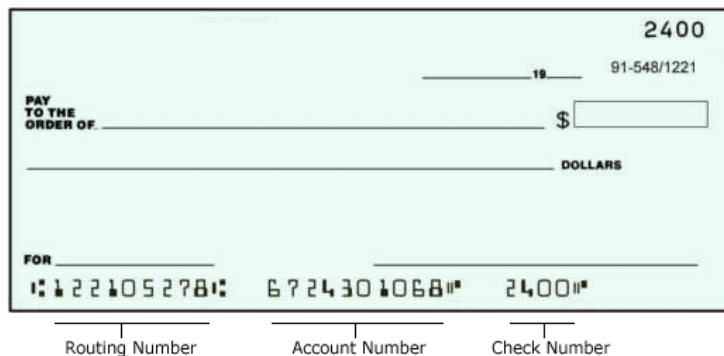 2400
19
91-548/1221
PAY
TO THE
ORDER OF
$
DOLLARS
FOR
⑆122105278⑆ 6724301068⑈ 2400⑈
Routing Number Account Number Check Number